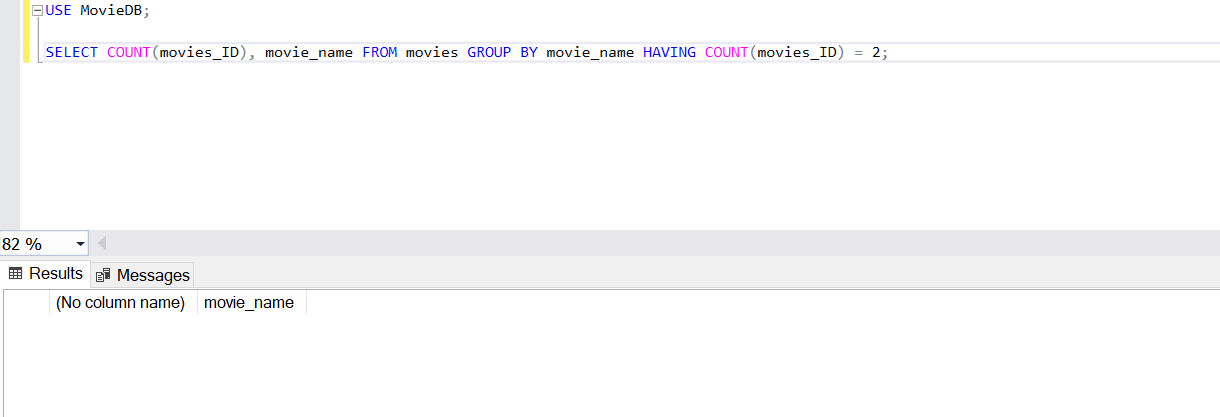 USE MovieDB;
SELECT COUNT(movies_ID), movie_name FROM movies GROUP BY movie_name HAVING COUNT(movies_ID) = 2;
82 %
Results Messages
(No column name) movie_name